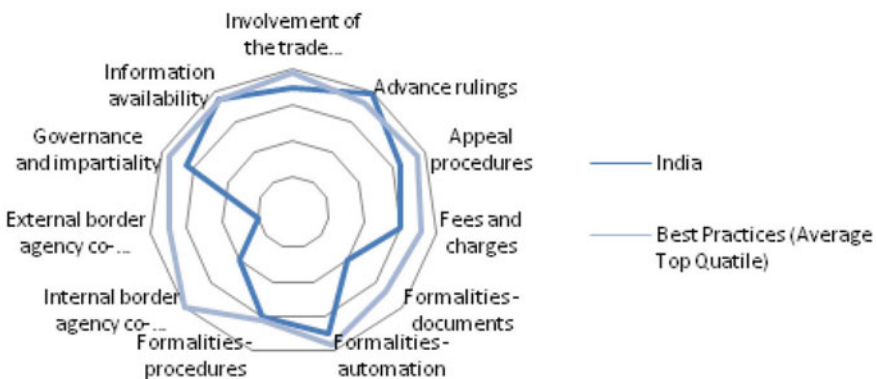 Involvement of
the trade...
Advance rulings
Appeal
procedures
Fees and
charges
Formalities-
documents
Formalities-
automation
Formalities-
procedures
Internal border
agency co-...
External border
agency co-...
Governance
and impartiality
Information
availability
India
Best Practices (Average
Top Quatile)